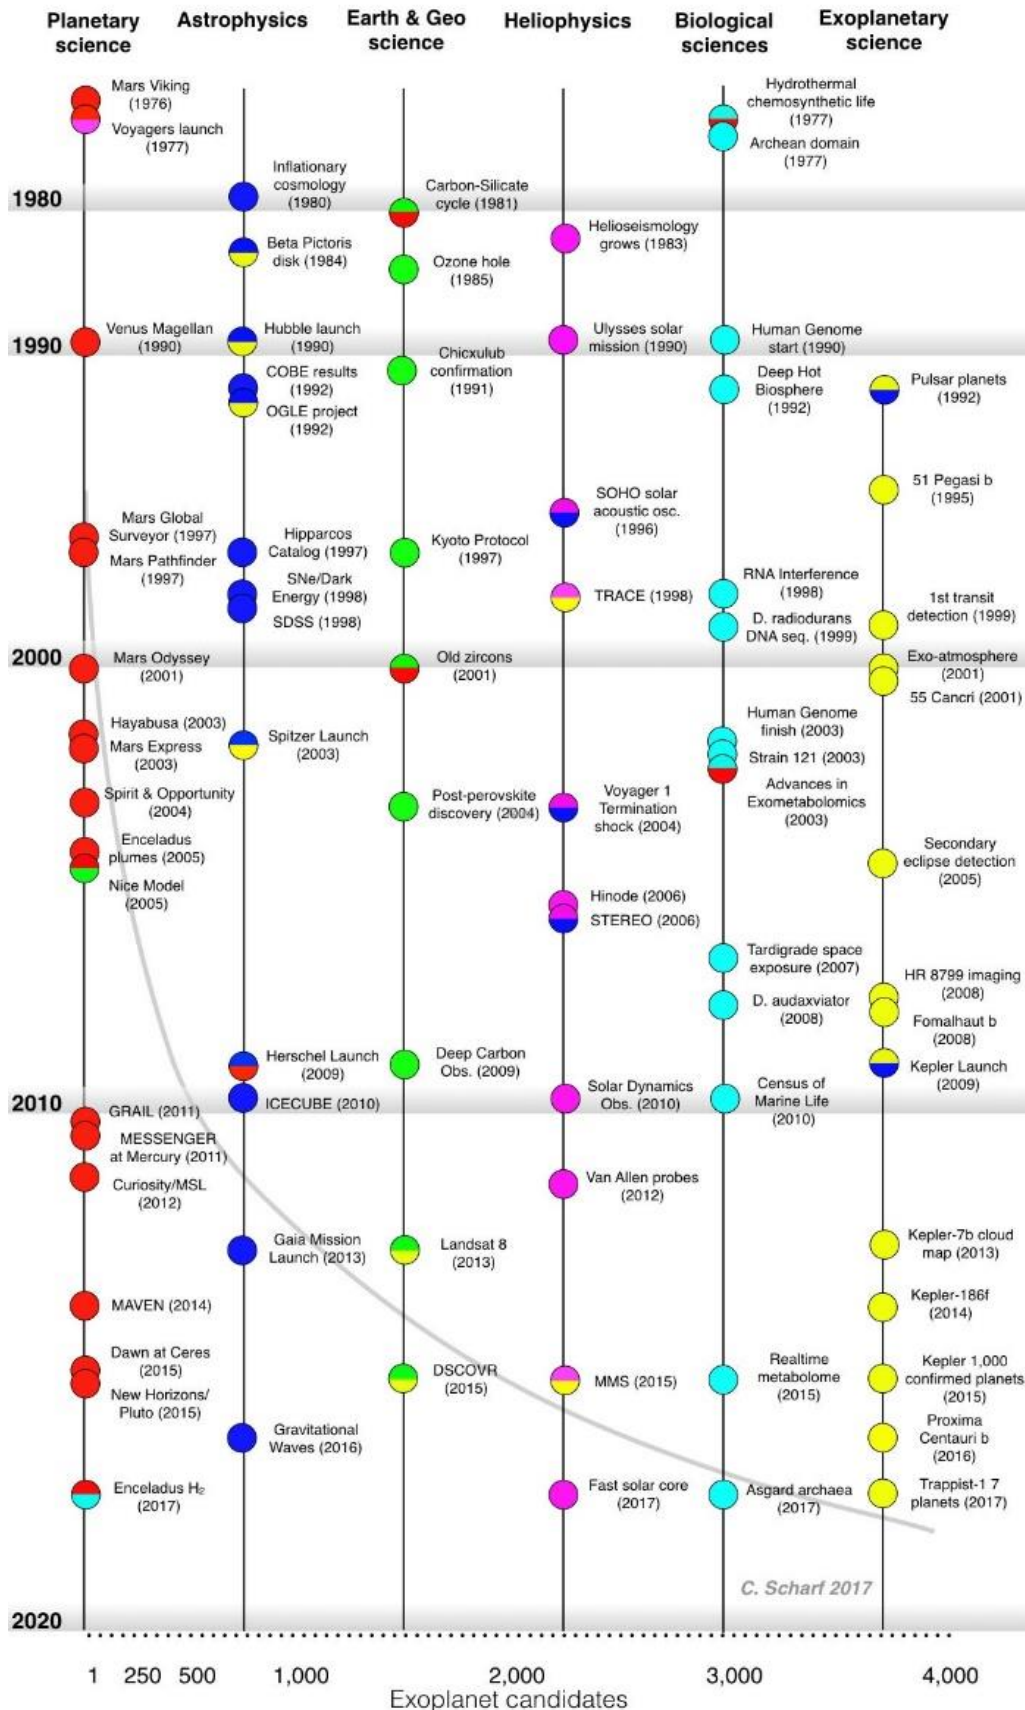 Planetary
science
Astrophysics
Earth & Geo
science
Heliophysics
Biological
sciences
Exoplanetary
science
Mars Viking
(1976)
Voyagers launch
(1977)
Hydrothermal
chemosynthetic life
(1977)
Archean domain
(1977)
1980
Inflationary
cosmology
(1980)
Carbon-Silicate
cycle (1981)
Helioseismology
grows (1983)
Beta Pictoris
disk (1984)
Ozone hole
(1985)
1990
Venus Magellan
(1990)
Hubble launch
(1990)
Ulysses solar
mission (1990)
Human Genome
start (1990)
Chicxulub
confirmation
(1991)
COBE results
(1992)
OGLE project
(1992)
Deep Hot
Biosphere
(1992)
Pulsar planets
(1992)
51 Pegasi b
(1995)
SOHO solar
acoustic osc.
(1996)
Mars Global
Surveyor (1997)
Mars Pathfinder
(1997)
Hipparcos
Catalog (1997)
Kyoto Protocol
(1997)
SNe/Dark
Energy (1998)
SDSS (1998)
TRACE (1998)
RNA Interference
(1998)
D. radiodurans
DNA seq. (1999)
1st transit
detection (1999)
2000
Mars Odyssey
(2001)
Old zircons
(2001)
Exo-atmosphere
(2001)
55 Cancri (2001)
Hayabusa (2003)
Mars Express
(2003)
Spitzer Launch
(2003)
Human Genome
finish (2003)
Strain 121 (2003)
Advances in
Exometabolomics
(2003)
Spirit & Opportunity
(2004)
Post-perovskite
discovery (2004)
Voyager 1
Termination
shock (2004)
Enceladus
plumes (2005)
Nice Model
(2005)
Secondary
eclipse detection
(2005)
Hinode (2006)
STEREO (2006)
Tardigrade space
exposure (2007)
D. audaxviator
(2008)
HR 8799 imaging
(2008)
Fomalhaut b
(2008)
Herschel Launch
(2009)
Deep Carbon
Obs. (2009)
Kepler Launch
(2009)
2010
ICECUBE (2010)
Solar Dynamics
Obs. (2010)
Census of
Marine Life
(2010)
GRAIL (2011)
MESSENGER
at Mercury (2011)
Curiosity/MSL
(2012)
Van Allen probes
(2012)
Gaia Mission
Launch (2013)
Landsat 8
(2013)
Kepler-7b cloud
map (2013)
MAVEN (2014)
Kepler-186f
(2014)
Dawn at Ceres
(2015)
New Horizons/
Pluto (2015)
DSCOVR
(2015)
MMS (2015)
Realtime
metabolome
(2015)
Kepler 1,000
confirmed planets
(2015)
Gravitational
Waves (2016)
Proxima
Centauri b
(2016)
Enceladus H₂
(2017)
Fast solar core
(2017)
Asgard archaea
(2017)
Trappist-1 7
planets (2017)
C. Scharf 2017
2020
1 250 500 1,000 2,000 3,000 4,000
Exoplanet candidates